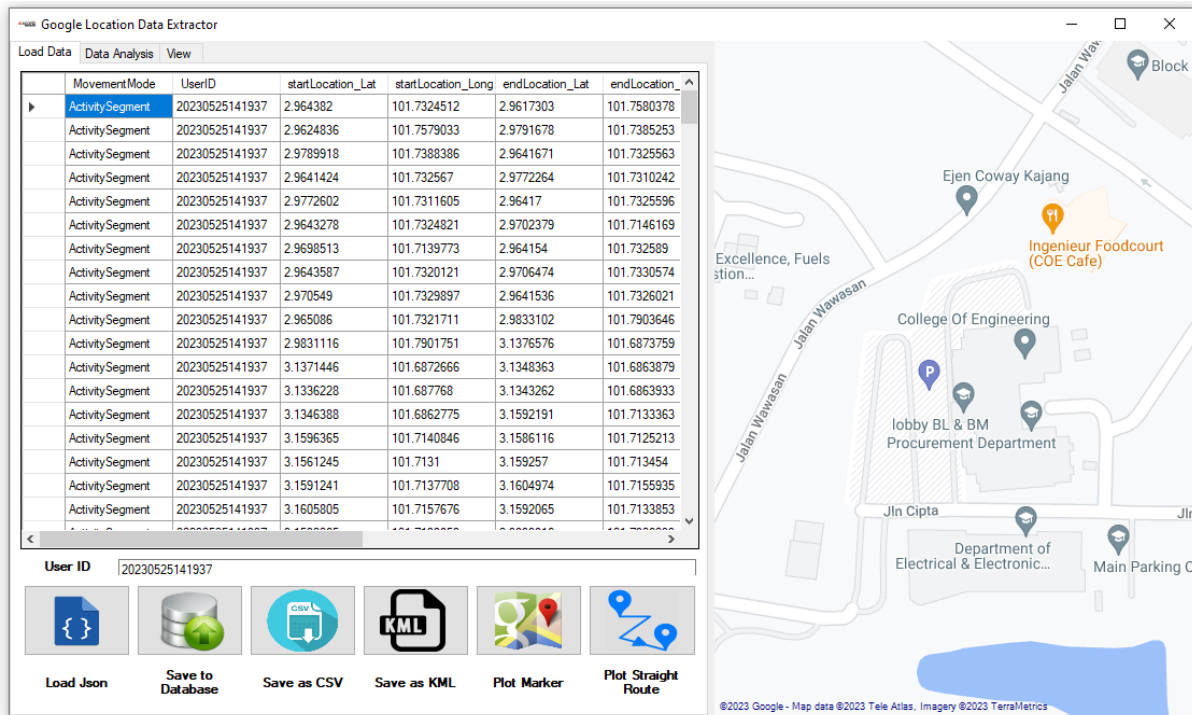 Google Location Data Extractor
Load Data Data Analysis View
MovementMode UserID startLocation_Lat startLocation_Long endLocation_Lat endLocation_
ActivitySegment 20230525141937 2.964382 101.7324512 2.9617303 101.7580378
ActivitySegment 20230525141937 2.9624836 101.7579033 2.9791678 101.7385253
ActivitySegment 20230525141937 2.9789918 101.7388386 2.9641671 101.7325563
ActivitySegment 20230525141937 2.9641424 101.732567 2.9772264 101.7310242
ActivitySegment 20230525141937 2.9772602 101.7311605 2.96417 101.7325596
ActivitySegment 20230525141937 2.9643278 101.7324821 2.9702379 101.7146169
ActivitySegment 20230525141937 2.9698513 101.7139773 2.964154 101.732589
ActivitySegment 20230525141937 2.9643587 101.7320121 2.9706474 101.7330574
ActivitySegment 20230525141937 2.970549 101.7329897 2.9641536 101.7326021
ActivitySegment 20230525141937 2.965086 101.7321711 2.9833102 101.7903646
ActivitySegment 20230525141937 2.9831116 101.7901751 3.1376576 101.6873759
ActivitySegment 20230525141937 3.1371446 101.6872666 3.1348363 101.6863879
ActivitySegment 20230525141937 3.1336228 101.687768 3.1343262 101.6863933
ActivitySegment 20230525141937 3.1346388 101.6862775 3.1592191 101.7133363
ActivitySegment 20230525141937 3.1596365 101.7140846 3.1586116 101.7125213
ActivitySegment 20230525141937 3.1561245 101.7131 3.159257 101.713454
ActivitySegment 20230525141937 3.1591241 101.7137708 3.1604974 101.7155935
ActivitySegment 20230525141937 3.1605805 101.7157676 3.1592065 101.7133853
User ID 20230525141937
CSV
KML
Load Json
Save to
Database
Save as CSV
Save as KML
Plot Marker
Plot Straight
Route
Jalan Waw
Block
Ejen Coway Kajang
Ingenieur Foodcourt
(COE Cafe)
Excellence, Fuels
stion...
Jalan Wawasan
College Of Engineering
P
lobby BL & BM
Procurement Department
Jalan Wawasan
Jln Cipta
Jln
Department of
Electrical & Electronic...
Main Parking C
©2023 Google - Map data ©2023 Tele Atlas, Imagery ©2023 TerraMetrics